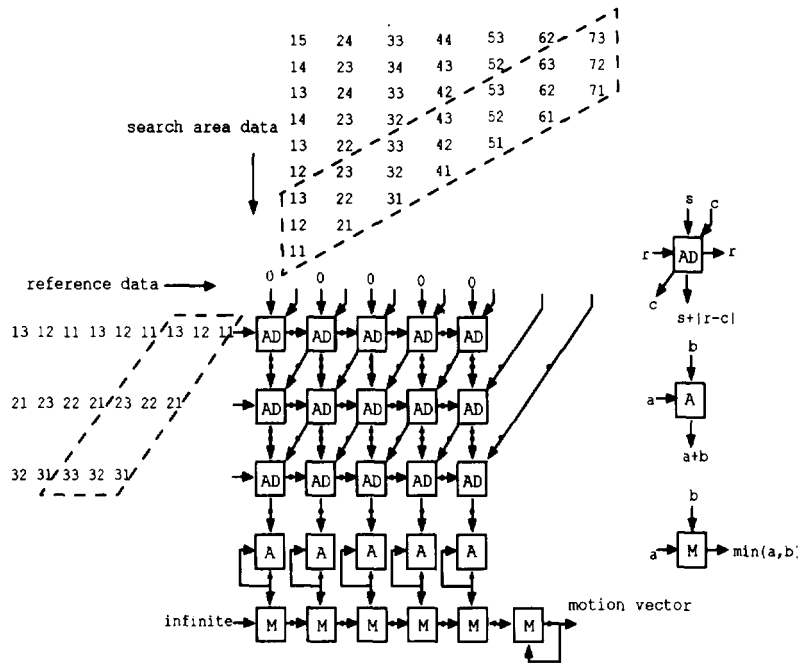 15 24 33 44 53 62 73
14 23 34 43 52 63 72
13 24 33 42 53 62 71
14 23 32 43 52 61
search area data
13 22 33 42 51
12 23 32 41
13 22 31
12 21
11
reference data
0 0 0 0 0
13 12 11 13 12 11 13 12 11
AD AD AD AD AD
21 23 22 21 23 22 21
AD AD AD AD AD
32 31 33 32 31
AD AD AD AD AD
A A A A A
infinite
M M M M M M
motion vector
s c
r AD r
c
s+|r-c|
b
a A
a+b
b
a M min(a,b)